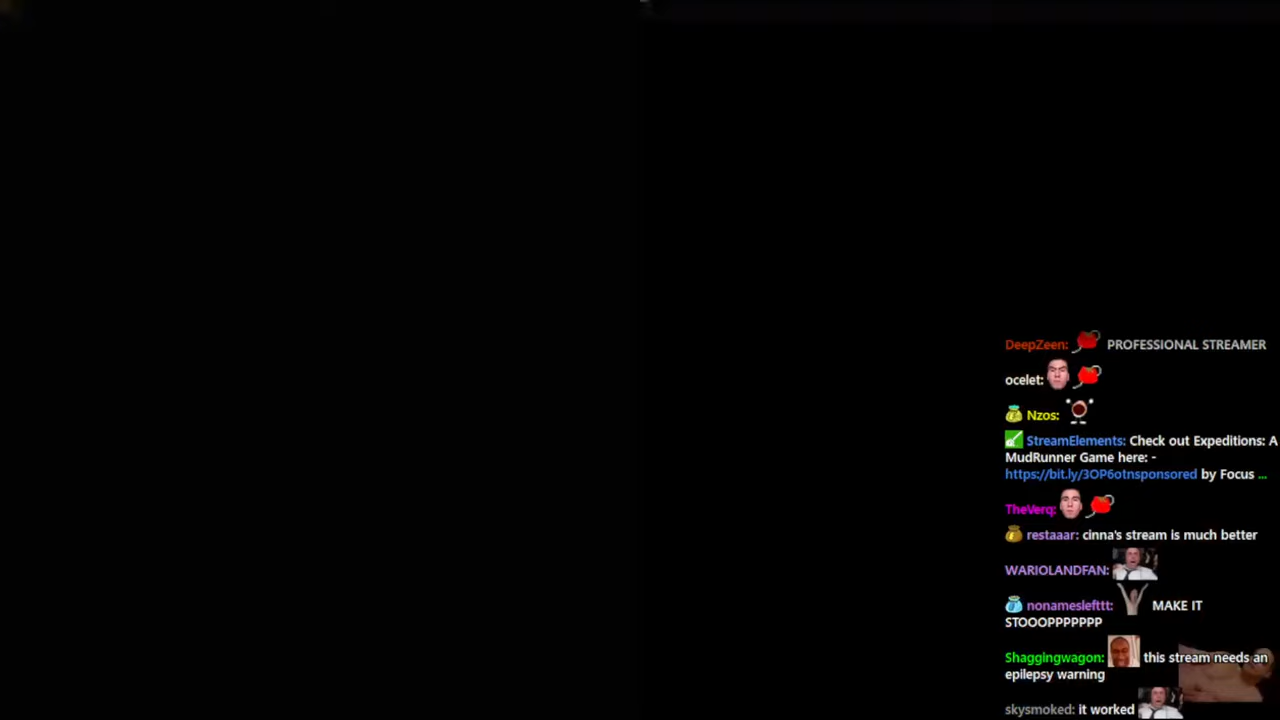 DeepZeen: PROFESSIONAL STREAMER
ocelet:
Nzos:
StreamElements: Check out Expeditions: A
MudRunner Game here: -
https://bit.ly/3OP6otnsponsored by Focus ...
TheVerq:
restaaar: cinna's stream is much better
WARIOLANDFAN:
nonameslefttt: MAKE IT
STOOOPPPPPPP
Shaggingwagon: this stream needs an
epilepsy warning
skysmoked: it worked